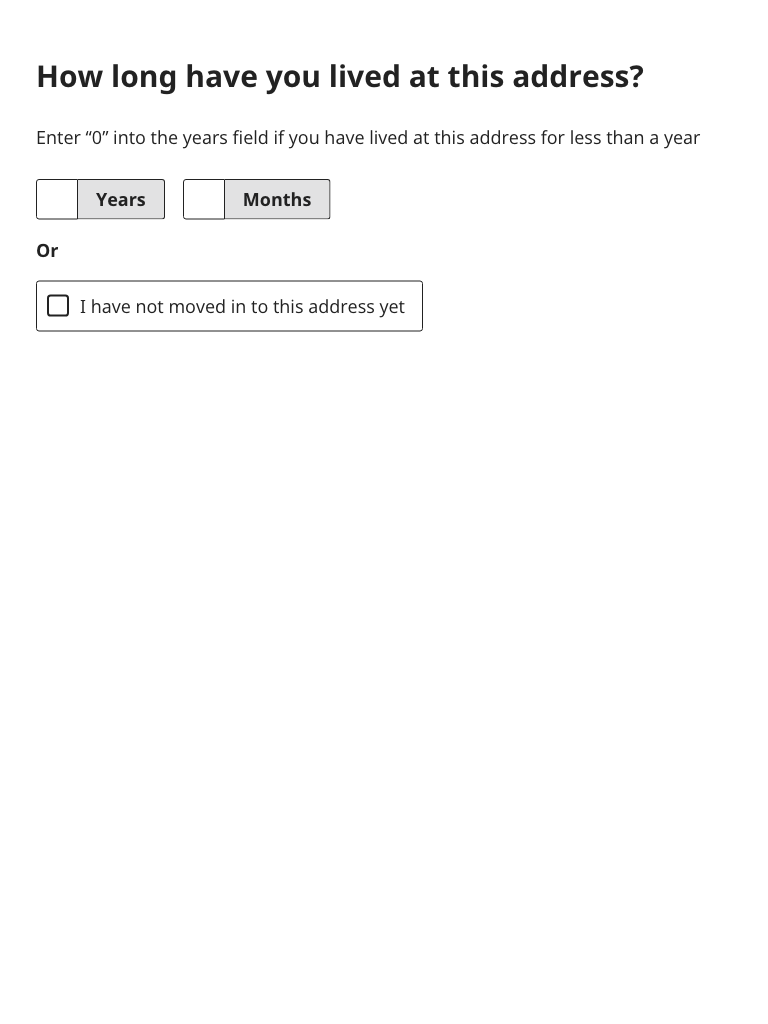 How long have you lived at this address?
Enter “0” into the years field if you have lived at this address for less than a year
Years Months
Or
I have not moved in to this address yet